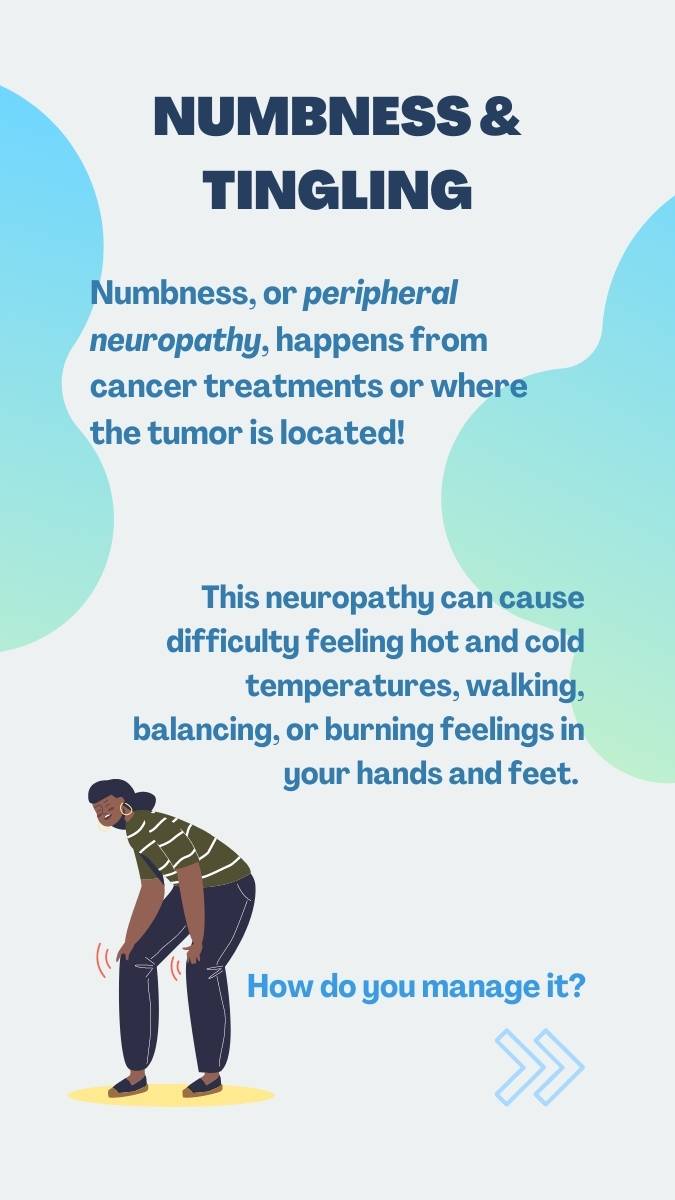 NUMBNESS &
TINGLING
Numbness, or peripheral
neuropathy, happens from
cancer treatments or where
the tumor is located!
This neuropathy can cause
difficulty feeling hot and cold
temperatures, walking,
balancing, or burning feelings in
your hands and feet.
How do you manage it?